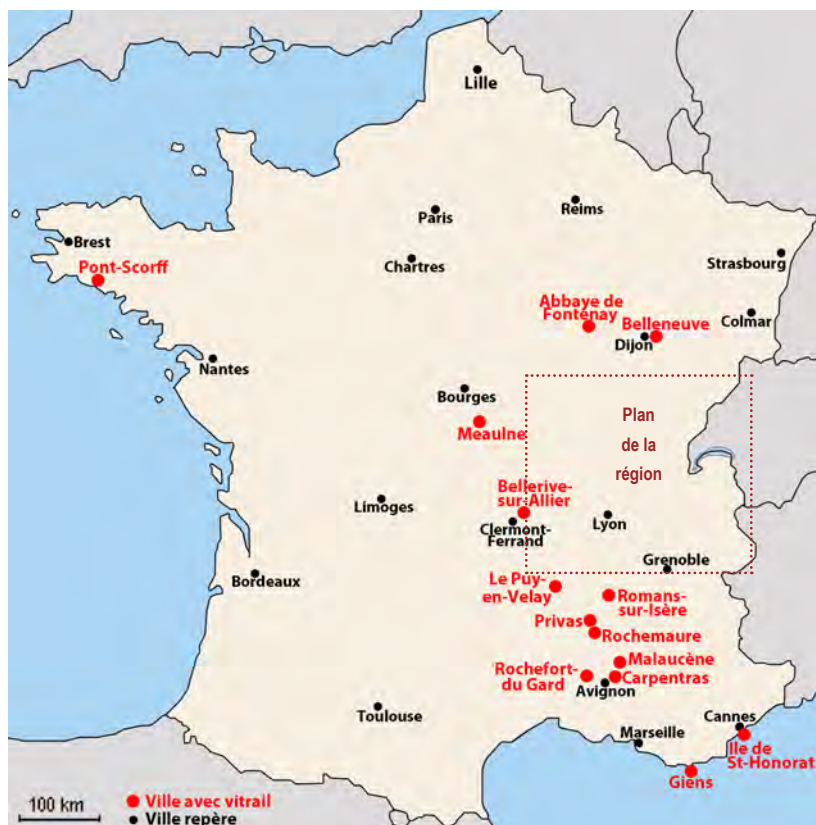 Lille
Paris
Reims
Brest
Pont-Scorff
Chartres
Strasbourg
Abbaye de
Fontenay
Belleneuve
Colmar
Dijon
Nantes
Bourges
Meaulne
Plan
de la
région
Bellerive-
sur-Allier
Limoges
Clermont-
Ferrand
Lyon
Grenoble
Bordeaux
Le Puy-
en-Velay
Romans-
sur-Isère
Privas
Rochemaure
Malaucène
Rochefort-
du Gard
Carpentras
Avignon
Toulouse
Cannes
Marseille
Ile de
St-Honorat
Giens
100 km
Ville avec vitrail
Ville repère